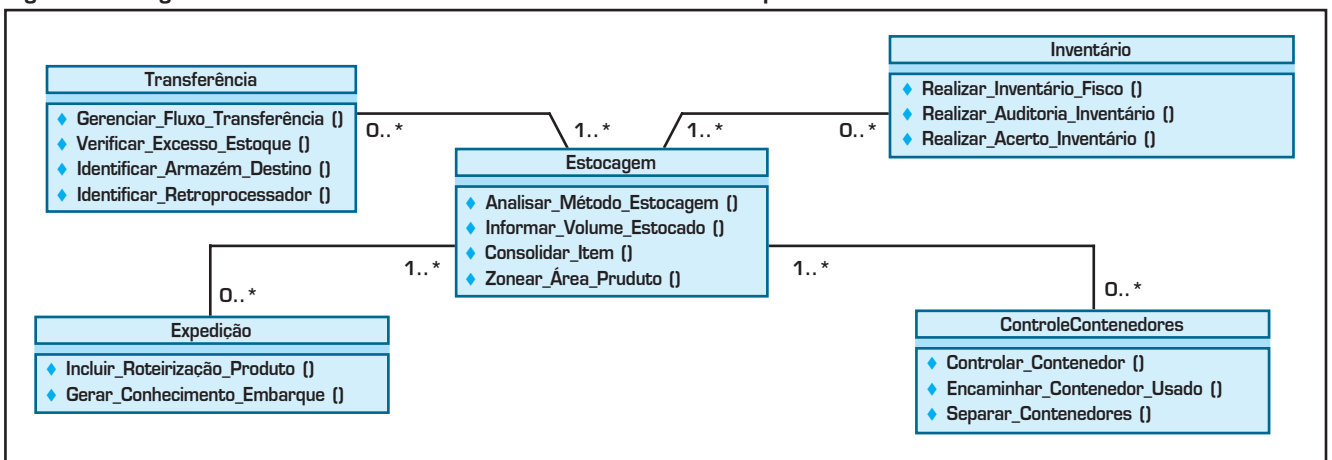 Transferência
Gerenciar_Fluxo_Transferência ()
Verificar_Excesso_Estoque ()
Identificar_Armazém_Destino ()
Identificar_Retroprocessador ()
0..*
1..*
Inventário
Realizar_Inventário_Fisco ()
Realizar_Auditoria_Inventário ()
Realizar_Acerto_Inventário ()
1..*
0..*
Estocagem
Analisar_Método_Estocagem ()
Informar_Volume_Estocado ()
Consolidar_Item ()
Zonear_Área_Pruduto ()
1..*
0..*
1..*
0..*
Expedição
Incluir_Roteirização_Produto ()
Gerar_Conhecimento_Embarque ()
ControleContenedores
Controlar_Contenedor ()
Encaminhar_Contenedor_Usado ()
Separar_Contenedores ()